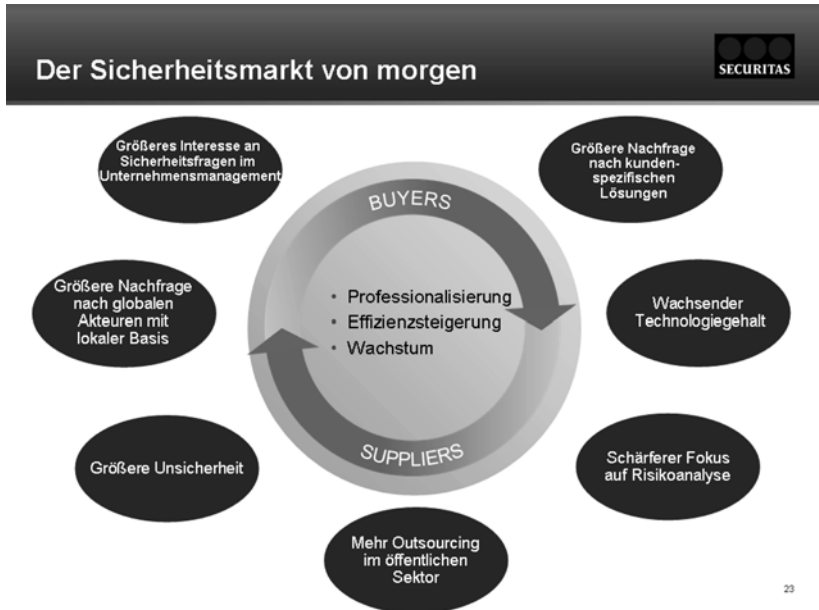 Der Sicherheitsmarkt von morgen
SECURITAS
Größeres Interesse an
Sicherheitsfragen im
Unternehmensmanagement
Größere Nachfrage
nach kunden-
spezifischen
Lösungen
BUYERS
Größere Nachfrage
nach globalen
Akteuren mit
lokaler Basis
• Professionalisierung
• Effizienzsteigerung
• Wachstum
Wachsender
Technologiegehalt
SUPPLIERS
Größere Unsicherheit
Schärferer Fokus
auf Risikoanalyse
Mehr Outsourcing
im öffentlichen
Sektor
23